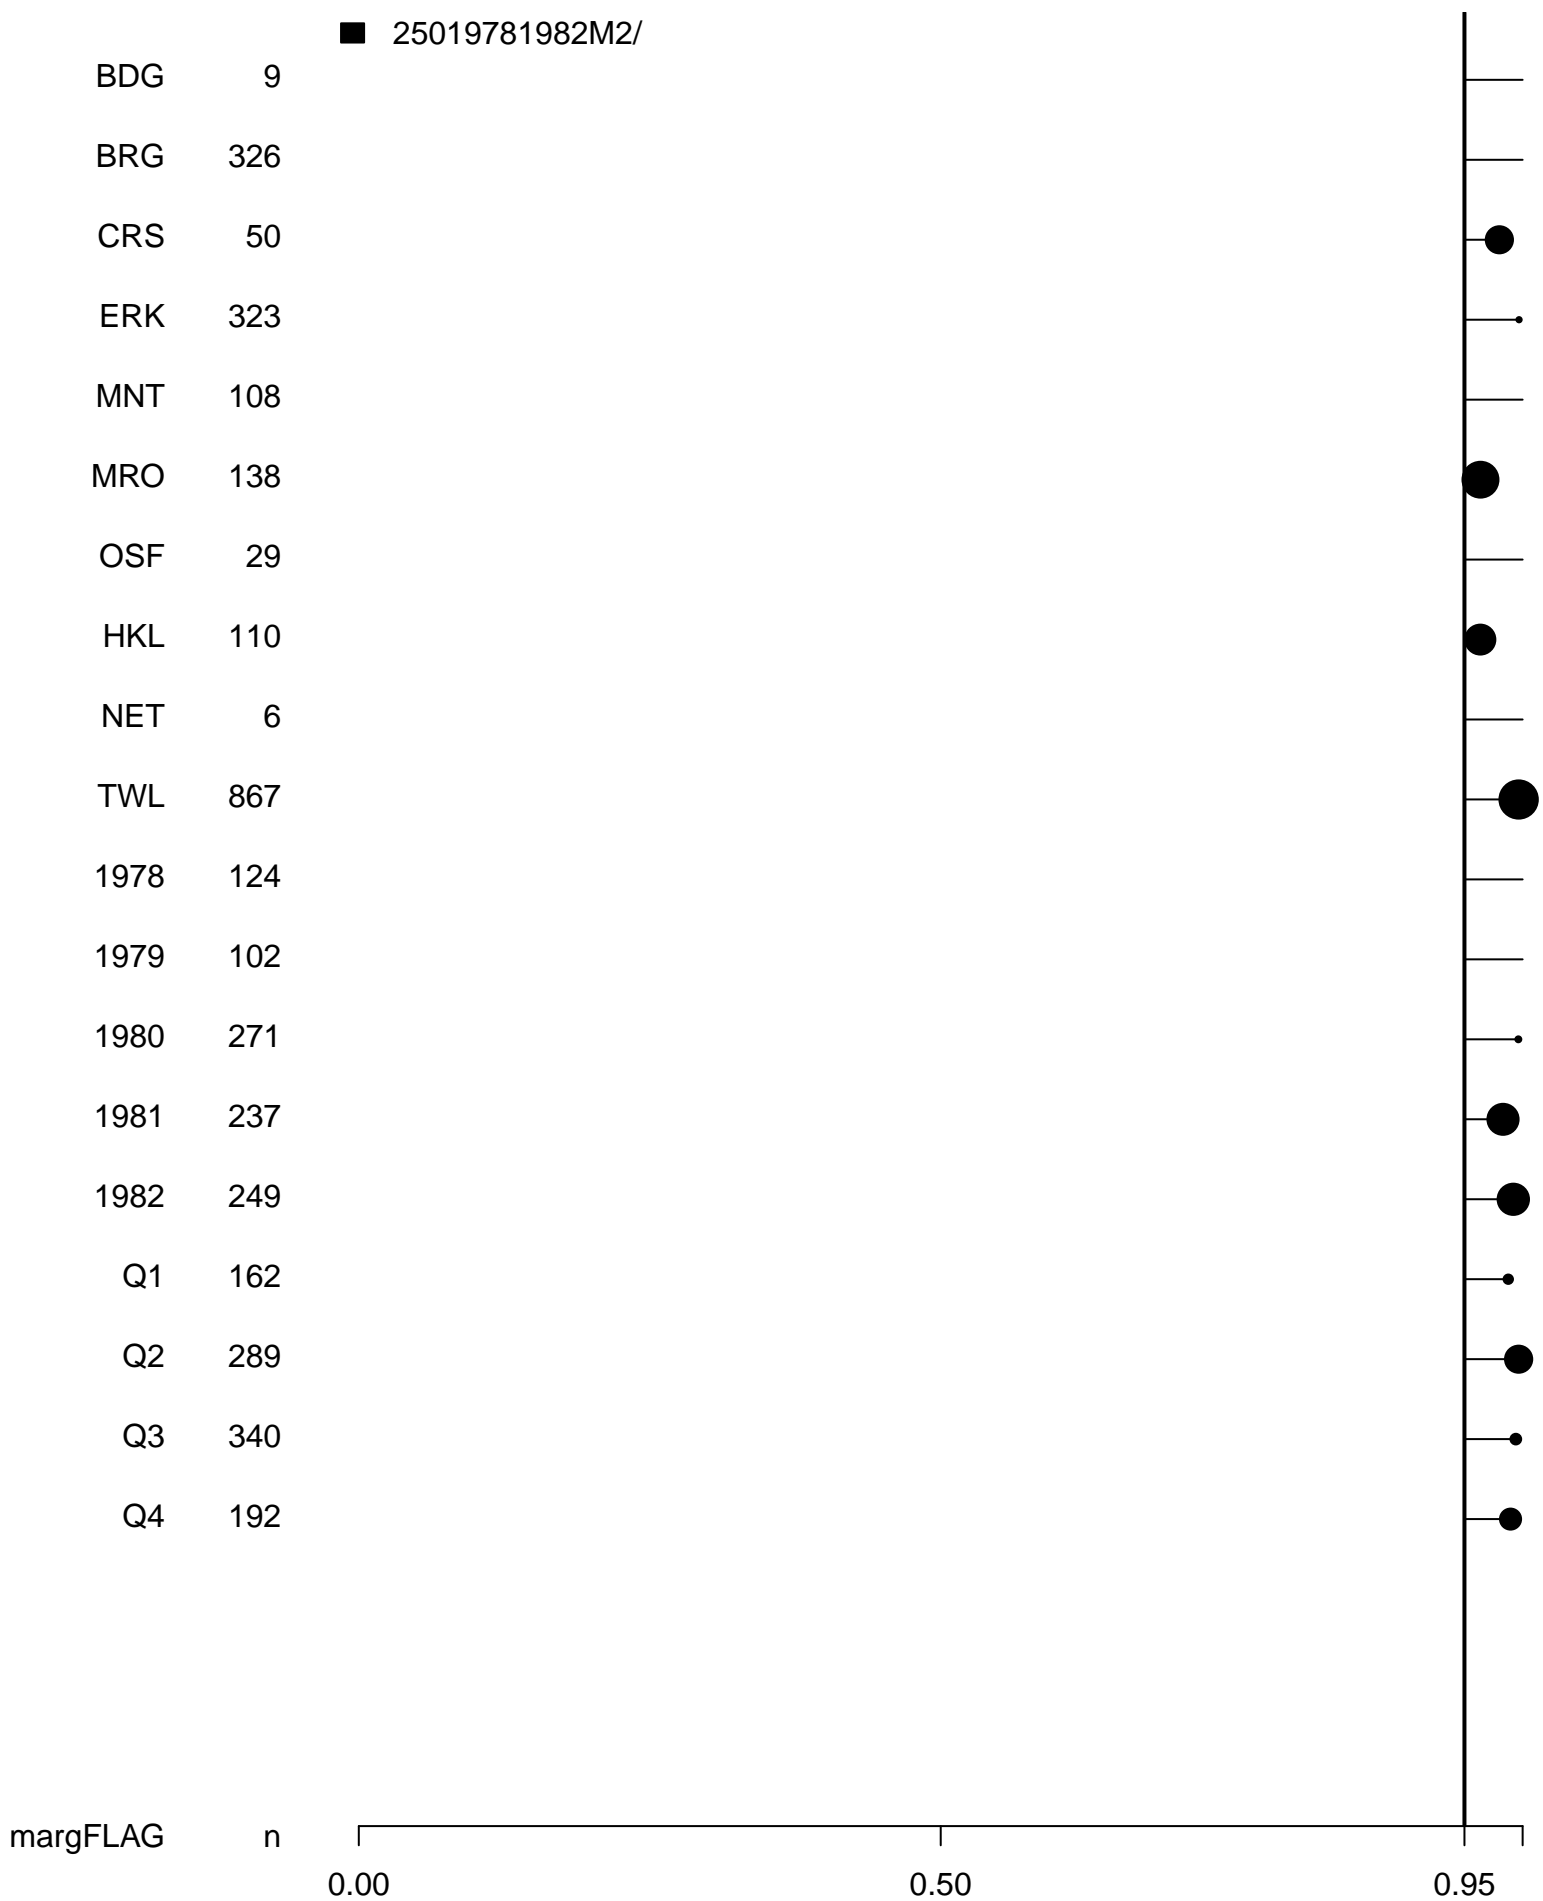 25019781982M2/
BDG 9
BRG 326
CRS 50
ERK 323
MNT 108
MRO 138
OSF 29
HKL 110
NET 6
TWL 867
1978 124
1979 102
1980 271
1981 237
1982 249
Q1 162
Q2 289
Q3 340
Q4 192
margFLAG n
0.00 0.50 0.95